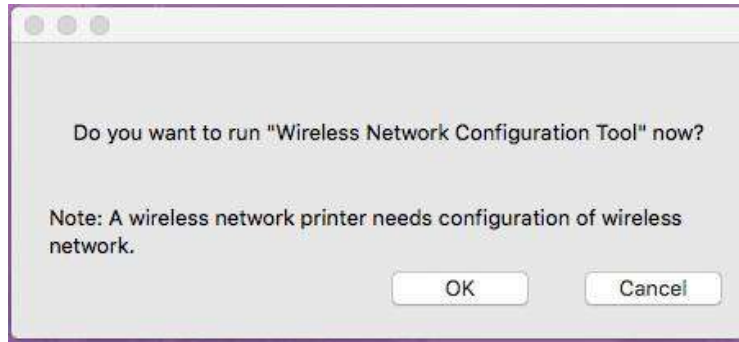 Do you want to run "Wireless Network Configuration Tool" now?
Note: A wireless network printer needs configuration of wireless
network.
OK
Cancel